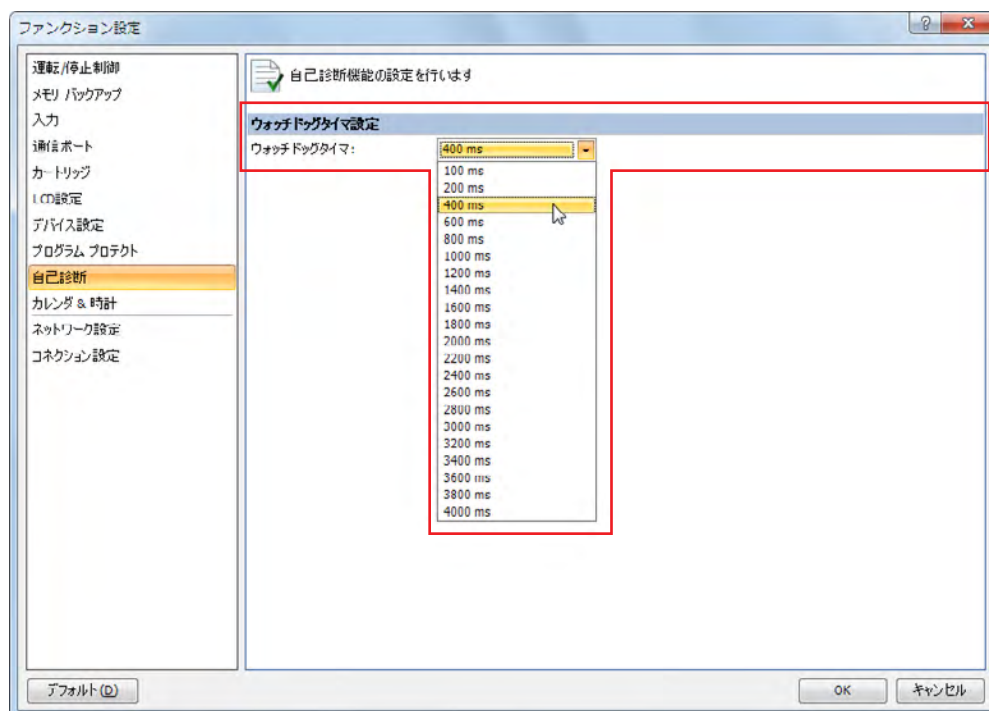 ファンクション設定
運転/停止制御
メモリ バックアップ
入力
通信ポート
カートリッジ
LCD設定
デバイス設定
プログラム プロテクト
自己診断
カレンダ & 時計
ネットワーク設定
コネクション設定
自己診断機能の設定を行います
ウォッチドッグタイマ設定
ウォッチドッグタイマ: 400 ms
100 ms
200 ms
400 ms
600 ms
800 ms
1000 ms
1200 ms
1400 ms
1600 ms
1800 ms
2000 ms
2200 ms
2400 ms
2600 ms
2800 ms
3000 ms
3200 ms
3400 ms
3600 ms
3800 ms
4000 ms
デフォルト(D)
OK
キャンセル